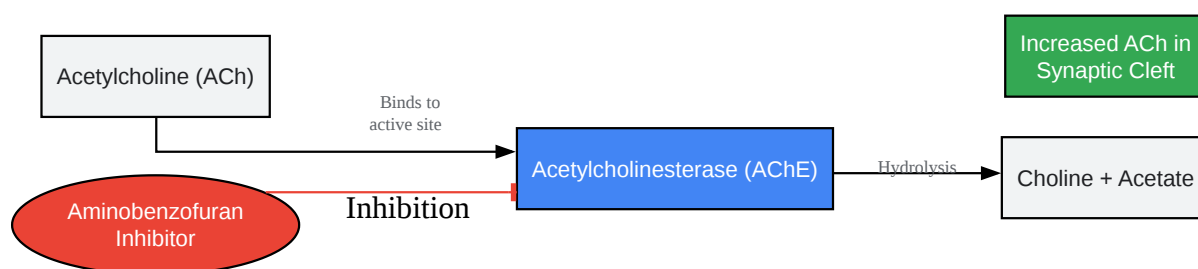 Increased ACh in
Synaptic Cleft
Acetylcholine (ACh)
Binds to
active site
Acetylcholinesterase (AChE)
Hydrolysis
Choline + Acetate
Aminobenzofuran
Inhibitor
Inhibition